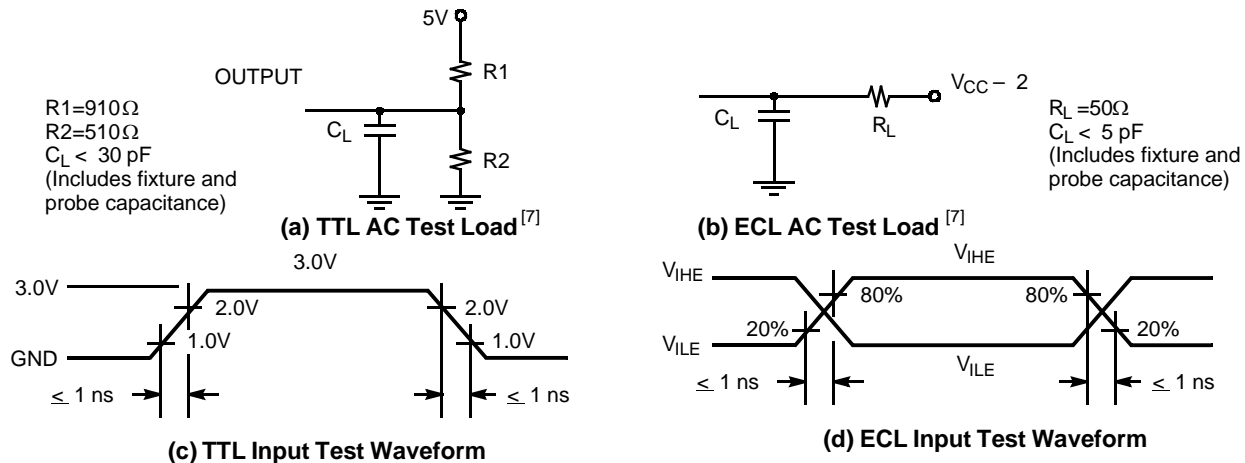 5V
OUTPUT
R1
R1=910Ω
R2=510Ω
C_L < 30 pF
(Includes fixture and
probe capacitance)
C_L
R2
(a) TTL AC Test Load [7]
V_CC – 2
C_L
R_L
R_L =50Ω
C_L < 5 pF
(Includes fixture and
probe capacitance)
(b) ECL AC Test Load [7]
3.0V
3.0V
2.0V
2.0V
1.0V
1.0V
GND
≤ 1 ns
≤ 1 ns
(c) TTL Input Test Waveform
V_IHE
V_IHE
80%
80%
20%
20%
V_ILE
V_ILE
≤ 1 ns
≤ 1 ns
(d) ECL Input Test Waveform